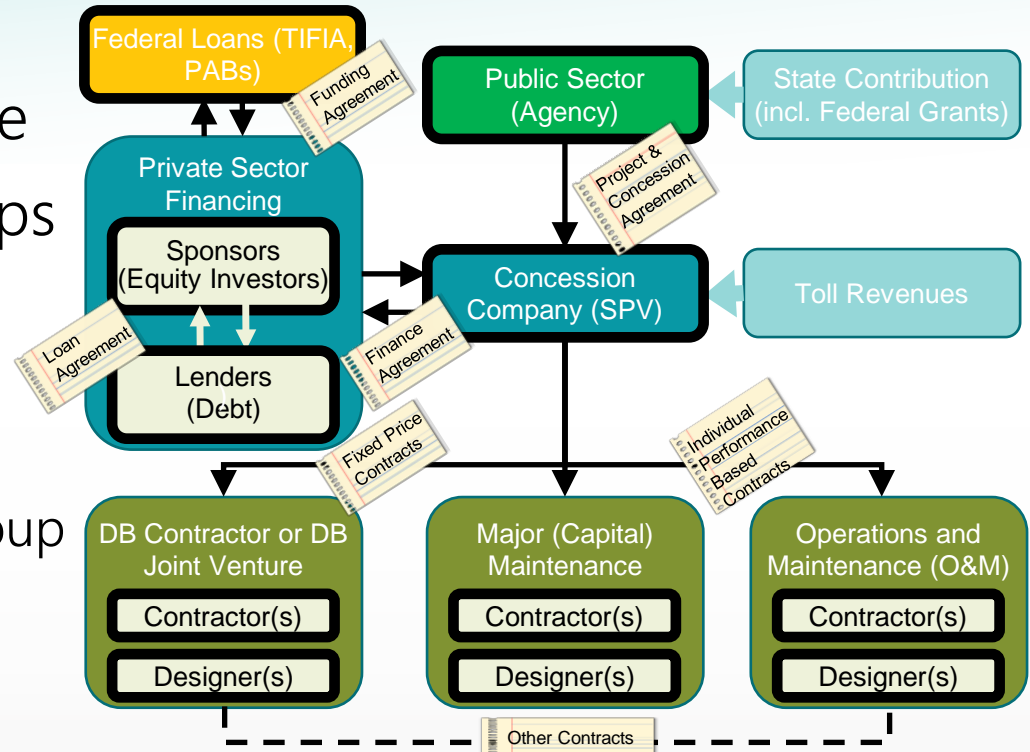 Federal Loans (TIFIA,
PABs)
Funding
Agreement
Public Sector
(Agency)
State Contribution
(incl. Federal Grants)
Project &
Concession
Agreement
Private Sector
Financing
Sponsors
(Equity Investors)
Lenders
(Debt)
Loan
Agreement
Finance
Agreement
Concession
Company (SPV)
Toll Revenues
Fixed Price
Contracts
Individual
Performance
Based
Contracts
DB Contractor or DB
Joint Venture
Contractor(s)
Designer(s)
Major (Capital)
Maintenance
Contractor(s)
Designer(s)
Operations and
Maintenance (O&M)
Contractor(s)
Designer(s)
Other Contracts